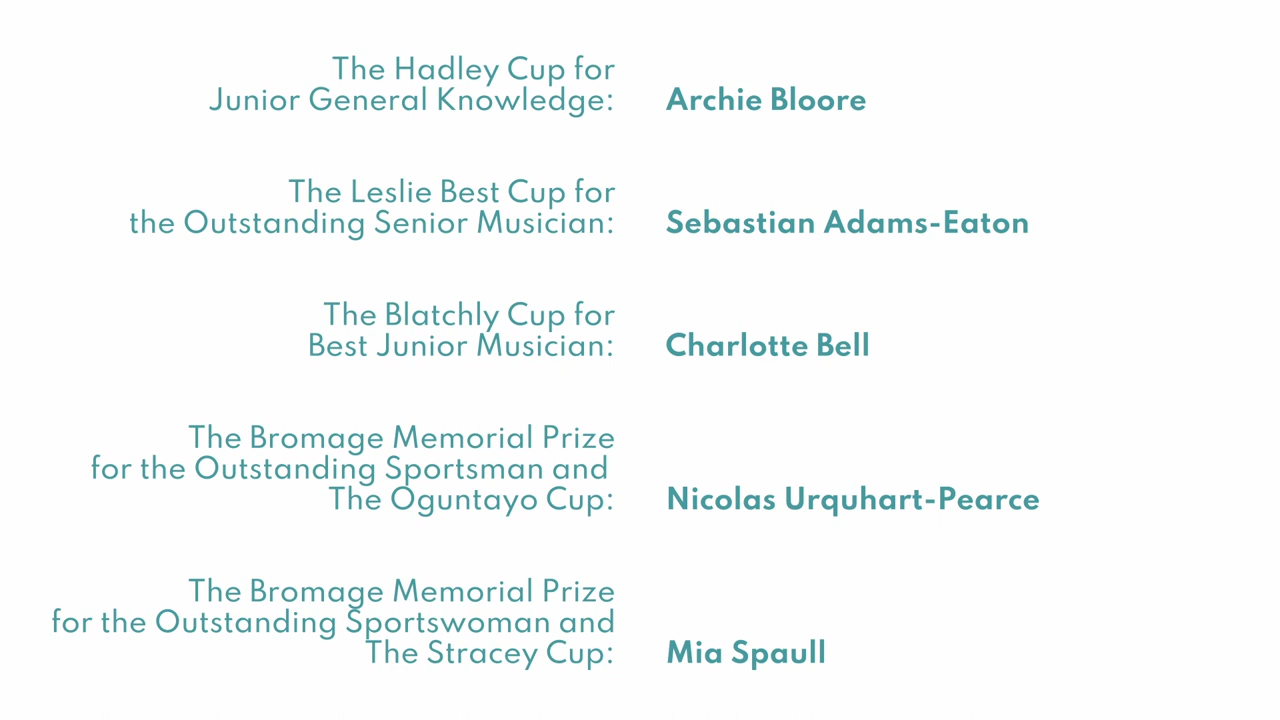 The Hadley Cup for
Junior General Knowledge: Archie Bloore
The Leslie Best Cup for
the Outstanding Senior Musician: Sebastian Adams-Eaton
The Blatchly Cup for
Best Junior Musician: Charlotte Bell
The Bromage Memorial Prize
for the Outstanding Sportsman and
The Oguntayo Cup: Nicolas Urquhart-Pearce
The Bromage Memorial Prize
for the Outstanding Sportswoman and
The Stracey Cup: Mia Spaull